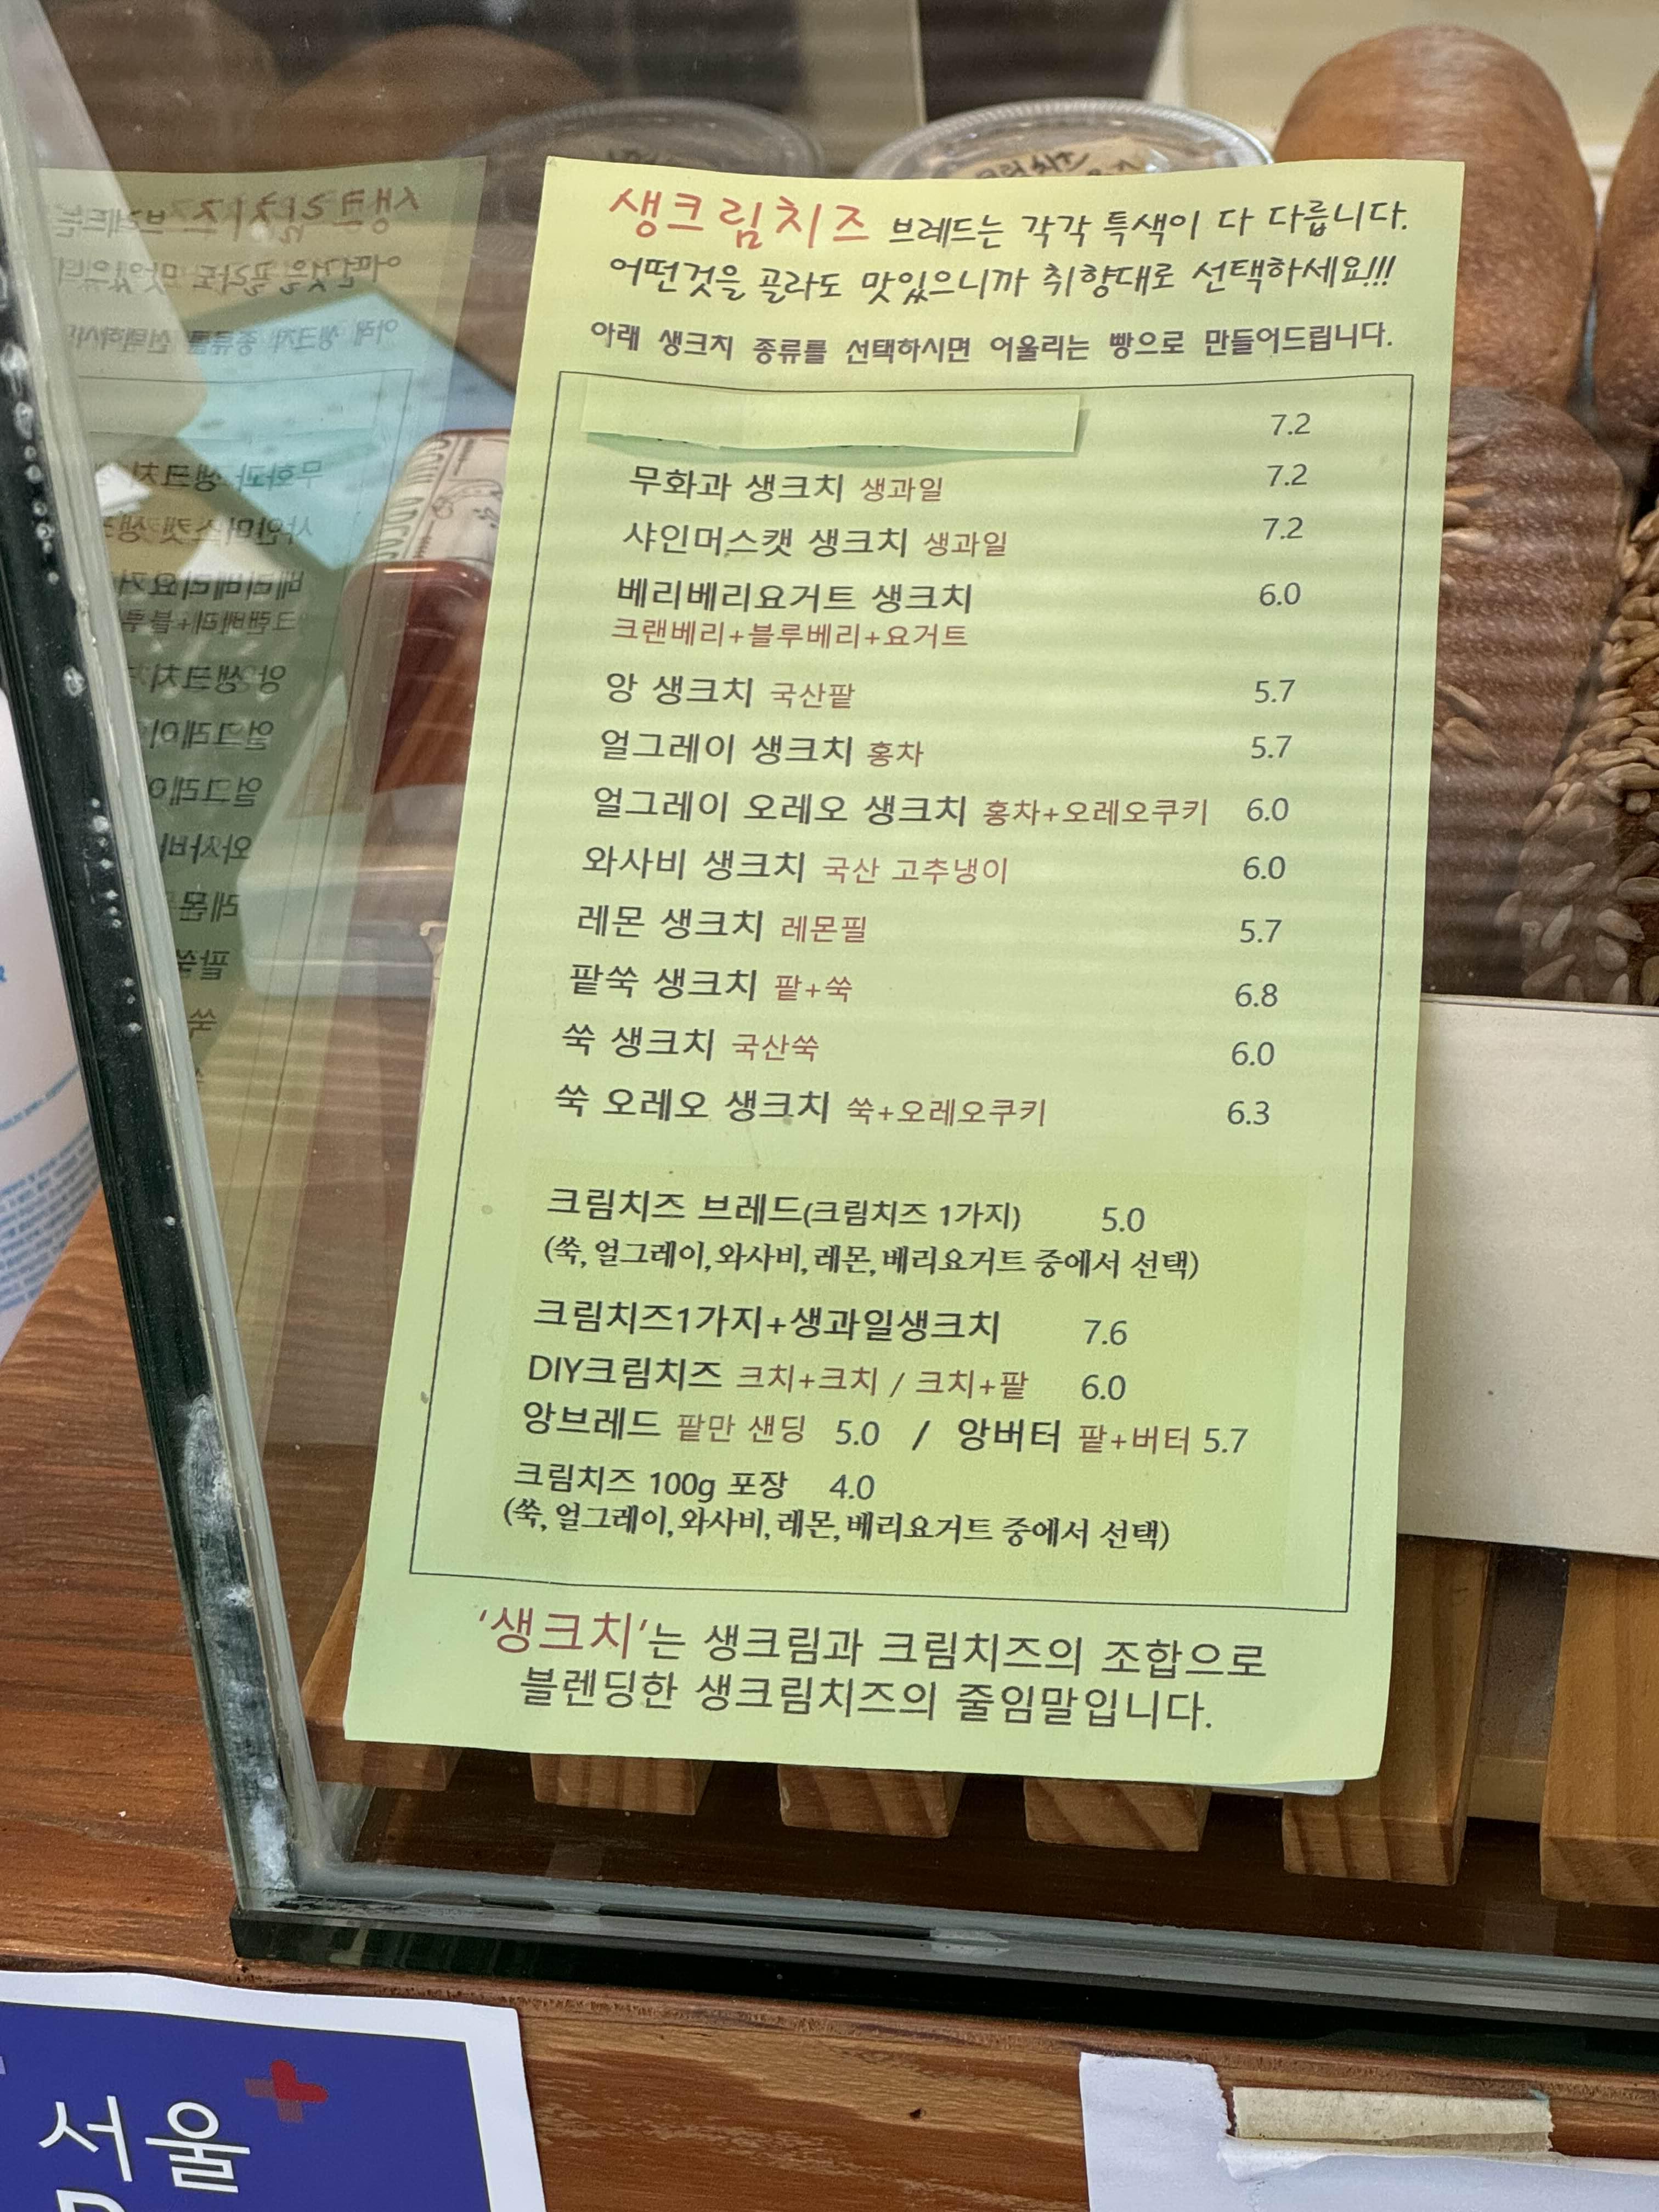 생크림치즈 브레드는 각각 특색이 다 다릅니다.
어떤것을 골라도 맛있으니까 취향대로 선택하세요!!!
아래 생크치 종류를 선택하시면 어울리는 빵으로 만들어드립니다.
7.2
무화과 생크치 생과일 7.2
샤인머스캣 생크치 생과일 7.2
베리베리요거트 생크치 6.0
크랜베리+블루베리+요거트
앙 생크치 국산팥 5.7
얼그레이 생크치 홍차 5.7
얼그레이 오레오 생크치 홍차+오레오쿠키 6.0
와사비 생크치 국산 고추냉이 6.0
레몬 생크치 레몬필 5.7
팥쑥 생크치 팥+쑥 6.8
쑥 생크치 국산쑥 6.0
쑥 오레오 생크치 쑥+오레오쿠키 6.3
크림치즈 브레드(크림치즈 1가지) 5.0
(쑥, 얼그레이, 와사비, 레몬, 베리요거트 중에서 선택)
크림치즈1가지+생과일생크치 7.6
DIY크림치즈 크치+크치 / 크치+팥 6.0
앙브레드 팥만 샌딩 5.0 / 앙버터 팥+버터 5.7
크림치즈 100g 포장 4.0
(쑥, 얼그레이, 와사비, 레몬, 베리요거트 중에서 선택)
'생크치'는 생크림과 크림치즈의 조합으로
블렌딩한 생크림치즈의 줄임말입니다.
서울